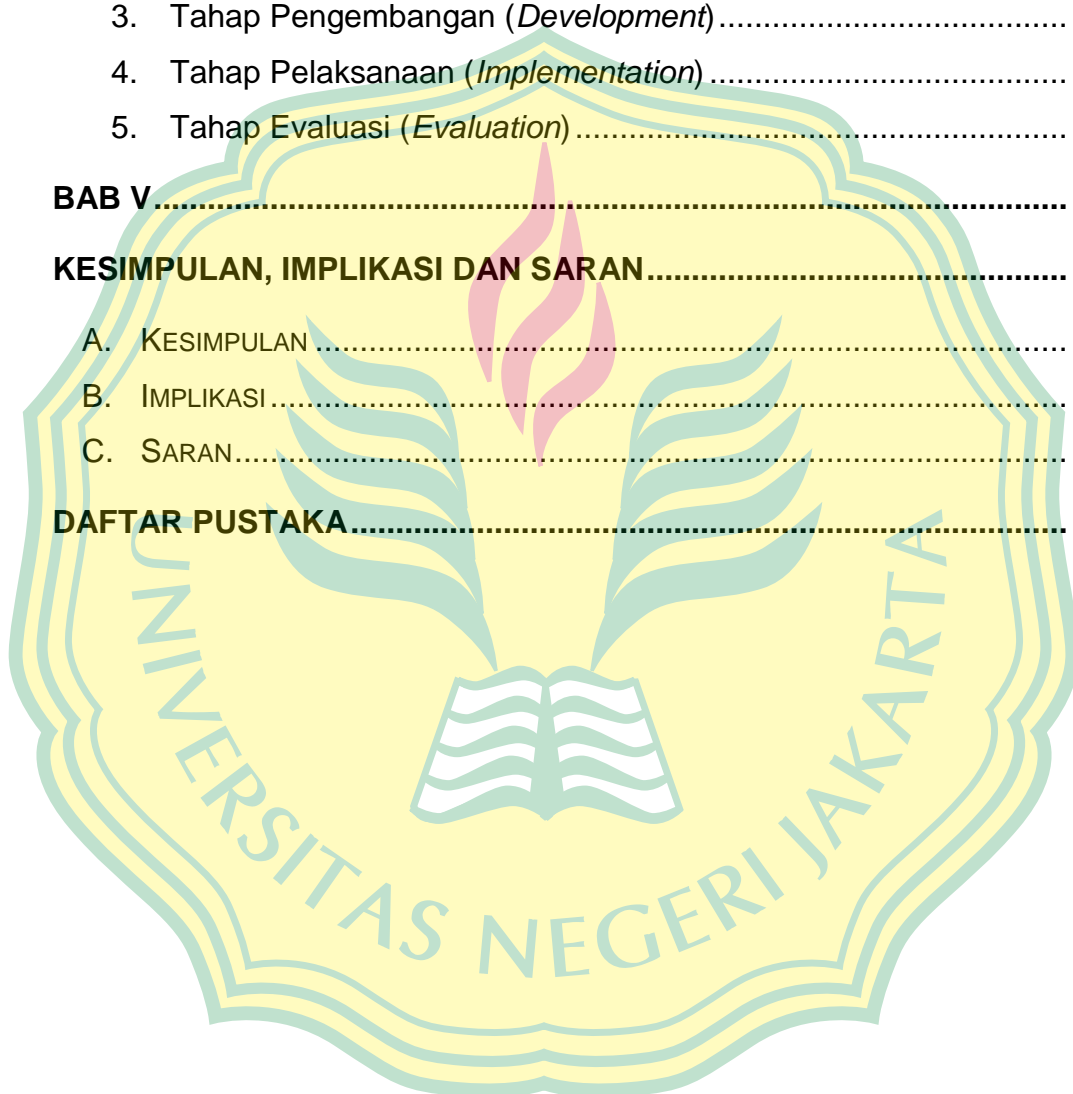 3. Tahap Pengembangan (Development)........................................
4. Tahap Pelaksanaan (Implementation)........................................
5. Tahap Evaluasi (Evaluation)........................................
BAB V........................................
KESIMPULAN, IMPLIKASI DAN SARAN........................................
A. KESIMPULAN........................................
B. IMPLIKASI........................................
C. SARAN........................................
DAFTAR PUSTAKA........................................
UNIVERSITAS NEGERI JAKARTA